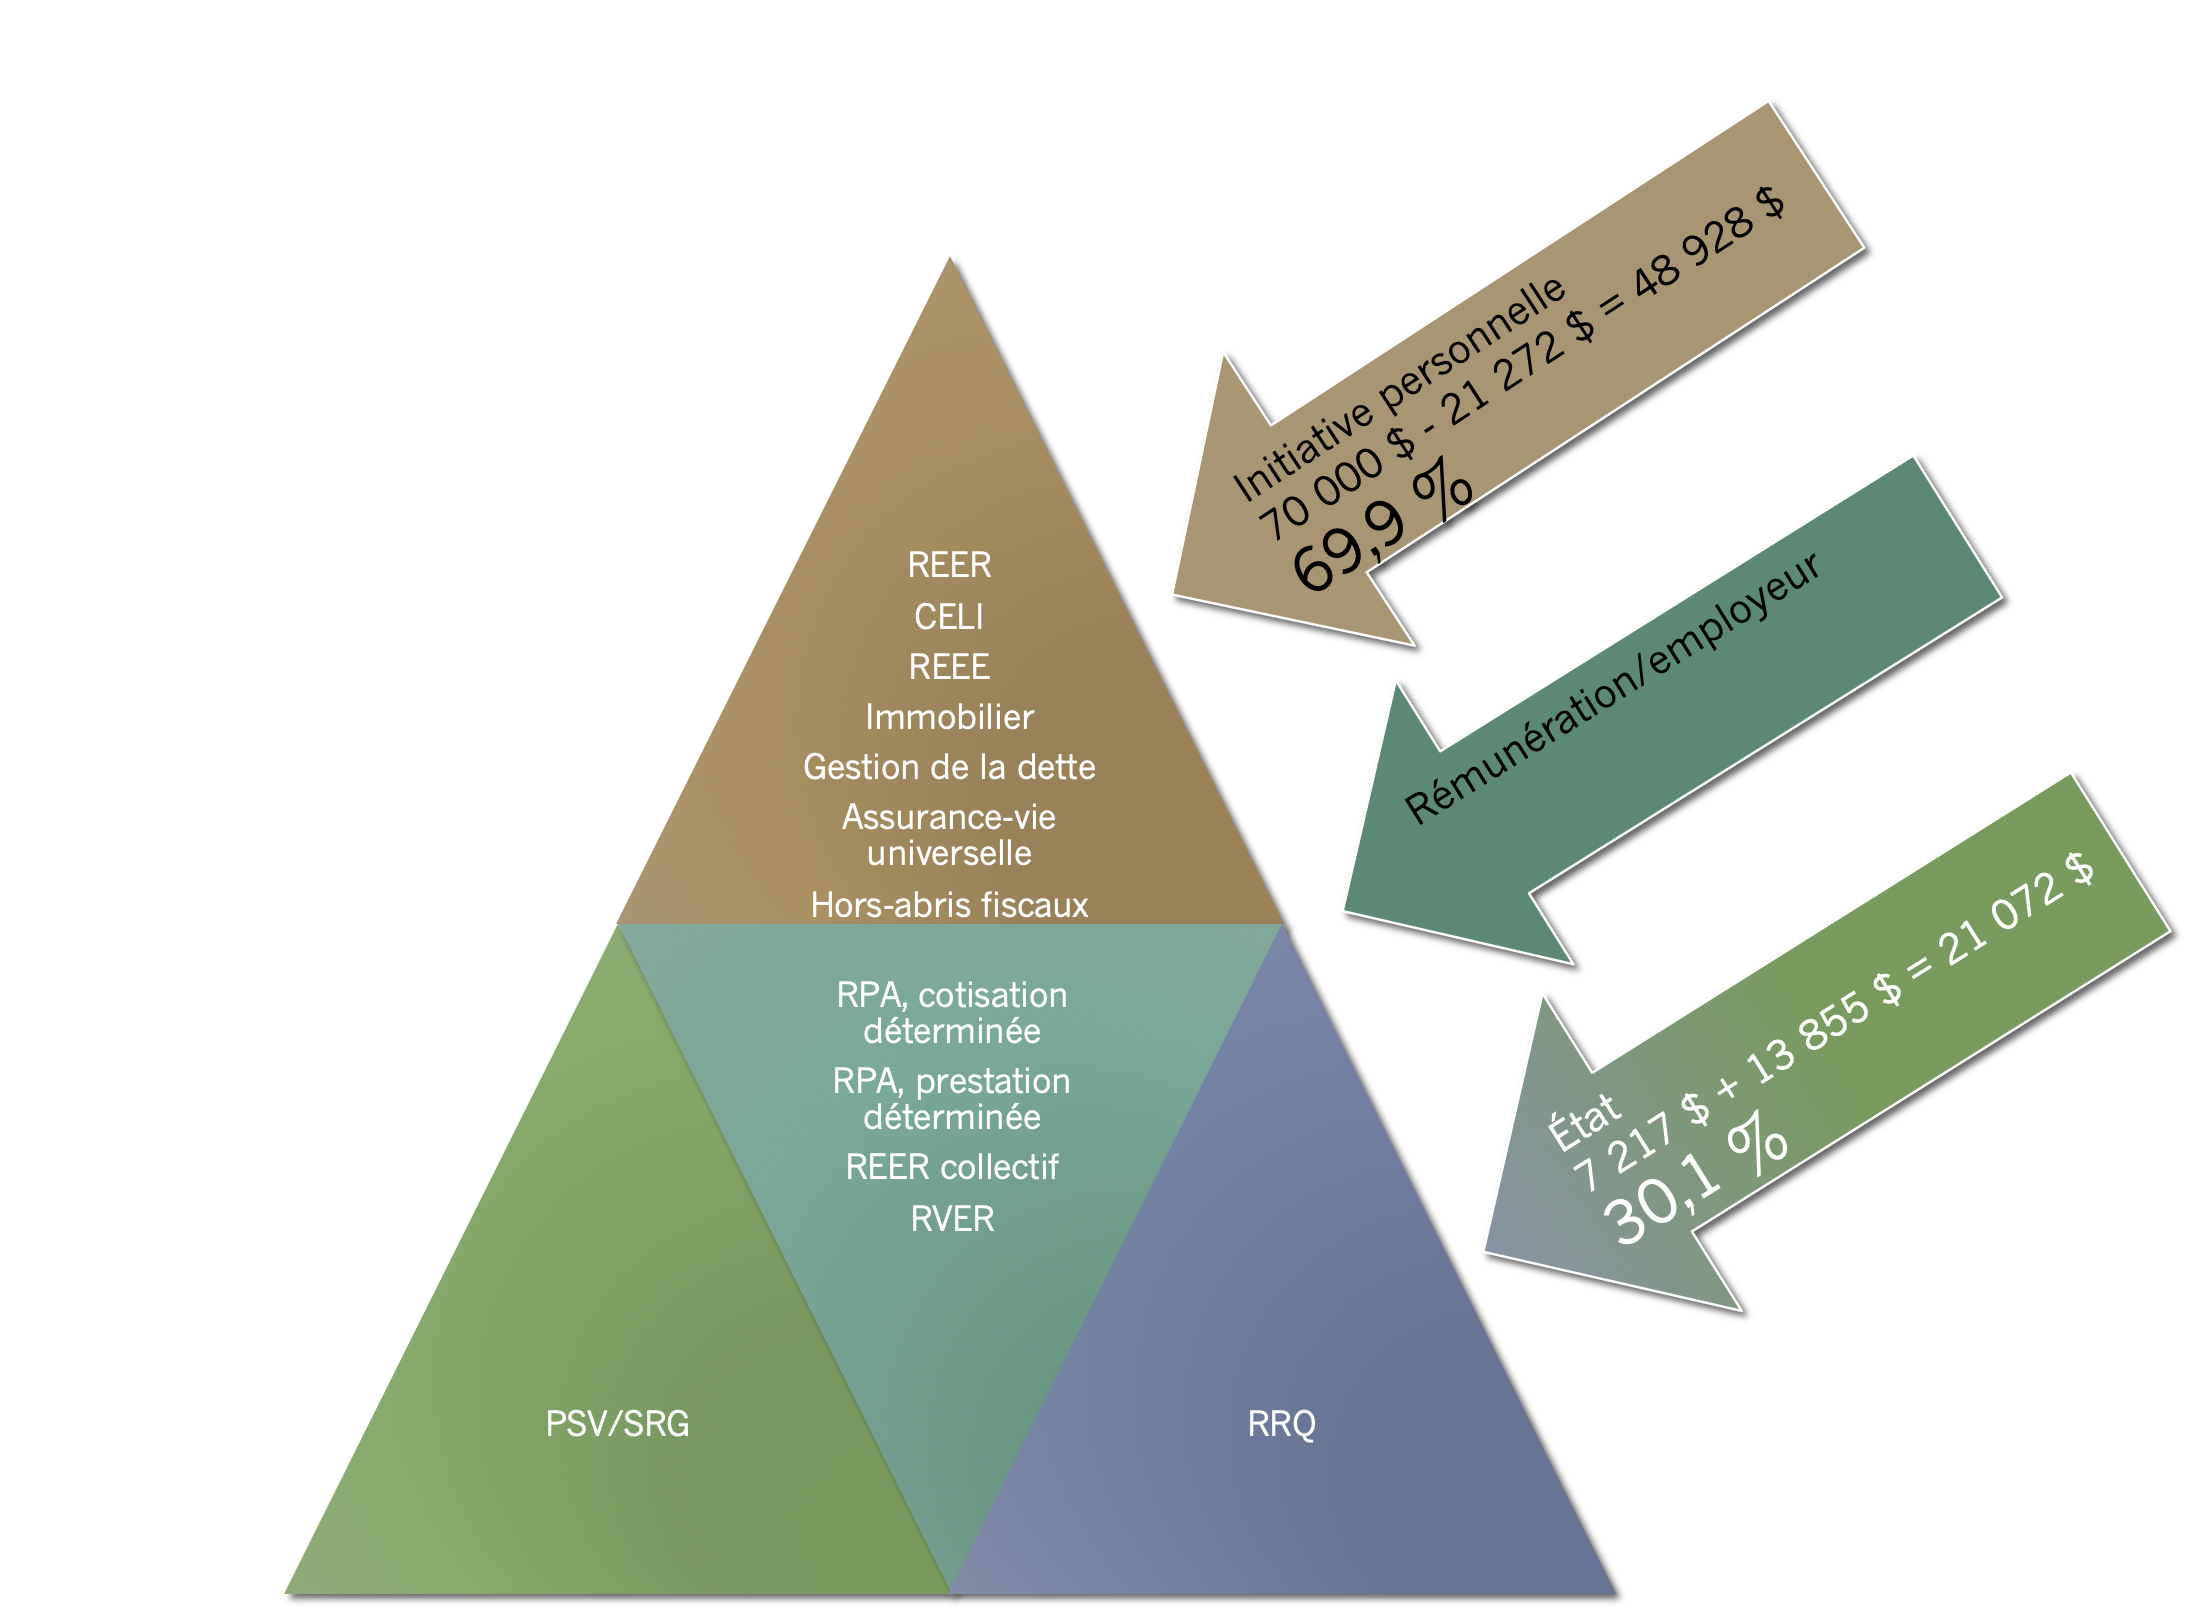 Initiative personnelle
70 000 $ - 21 272 $ = 48 928 $
69,9 %
REER
CELI
REEE
Immobilier
Gestion de la dette
Assurance-vie
universelle
Hors-abris fiscaux
Rémunération/employeur
RPA, cotisation
déterminée
RPA, prestation
déterminée
REER collectif
RVER
État
7 217 $ + 13 855 $ = 21 072 $
30,1 %
PSV/SRG
RRQ